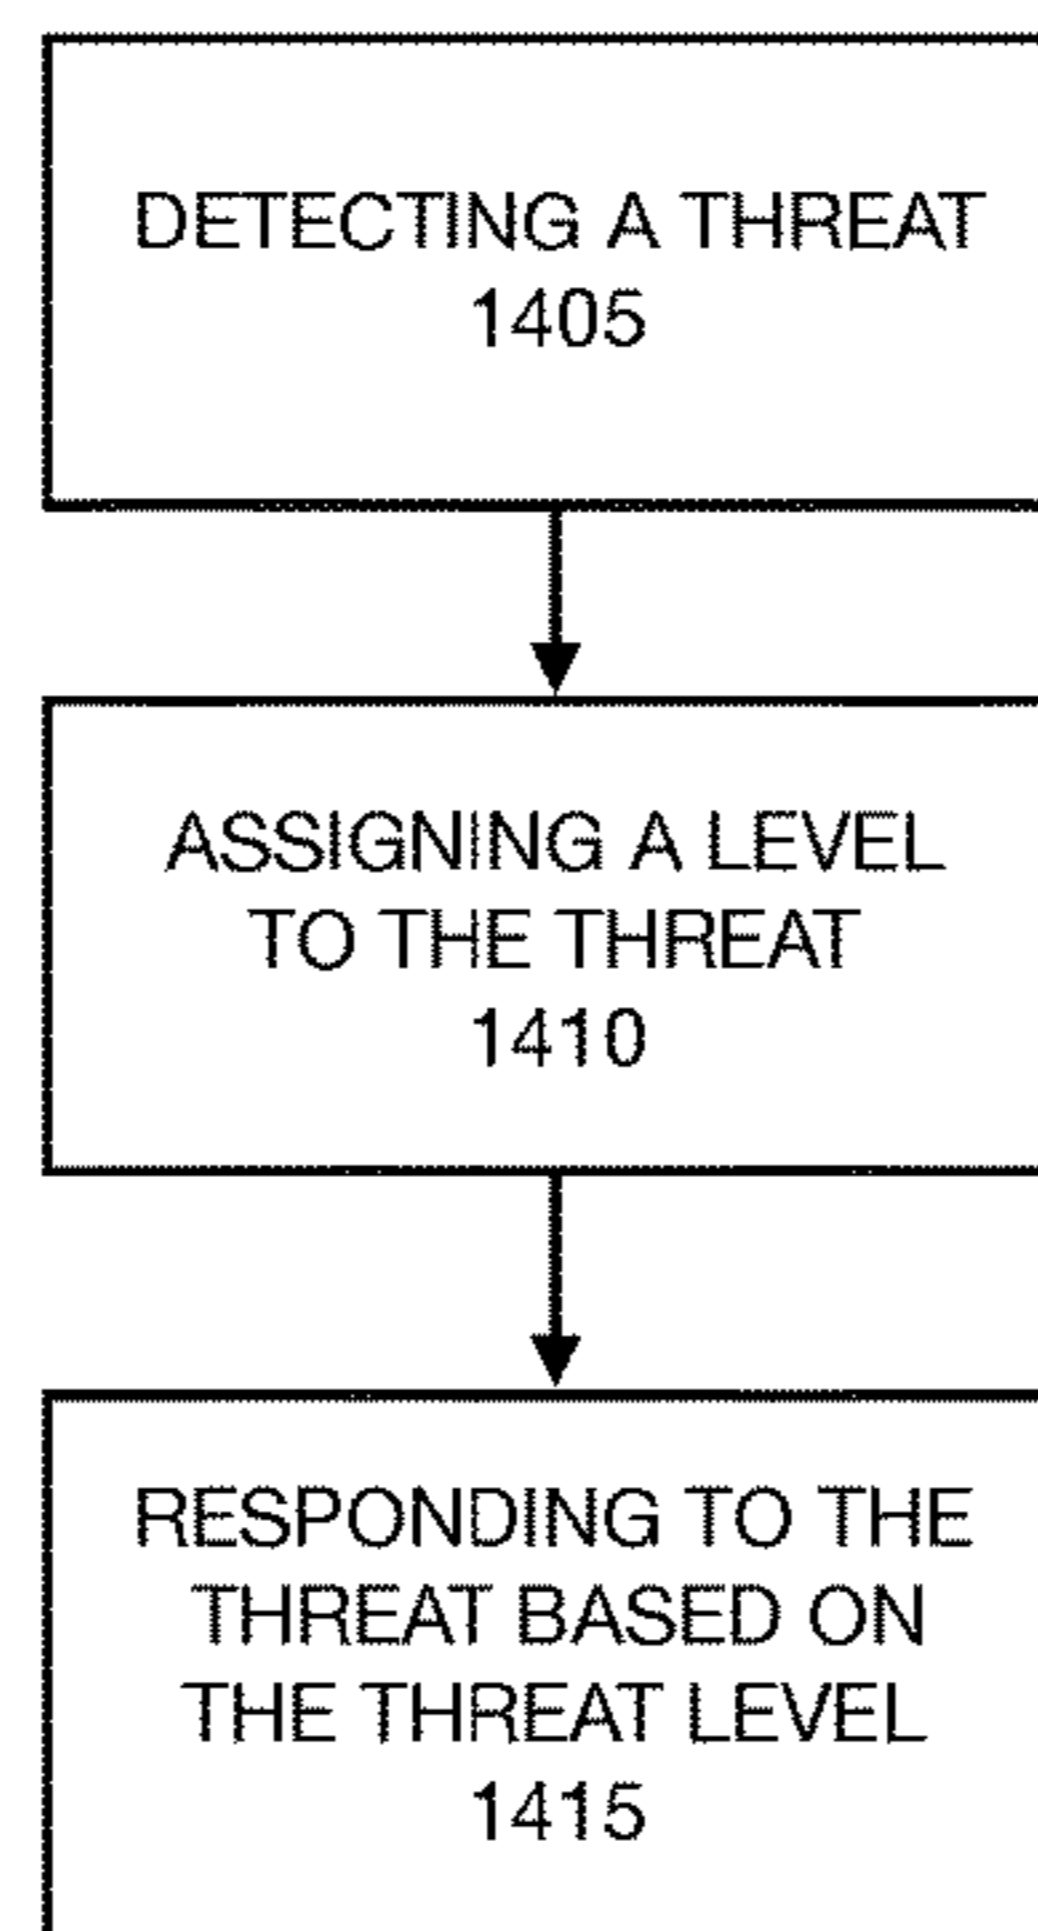 DETECTING A THREAT
1405
ASSIGNING A LEVEL
TO THE THREAT
1410
RESPONDING TO THE
THREAT BASED ON
THE THREAT LEVEL
1415